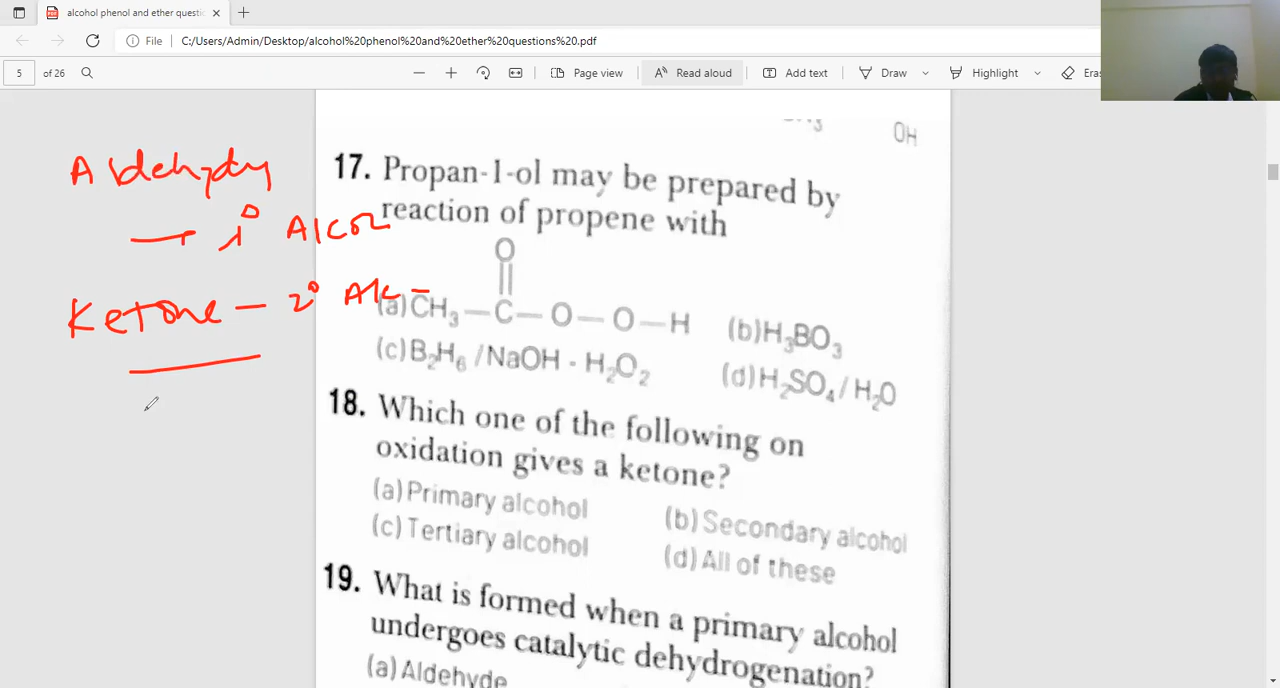 alcohol phenol and ether questi
File
C:/Users/Admin/Desktop/alcohol%20phenol%20and%20ether%20questions%20.pdf
5 of 26
Page view
Read aloud
Add text
Draw
Highlight
Eras
OH
Aldehydy
→ 1° Alcol
Ketone – 2° Alc –
17. Propan-1-ol may be prepared by
reaction of propene with
(a) CH₃—C(=O)—O—O—H (b) H₃BO₃
(c) B₂H₆ /NaOH - H₂O₂ (d) H₂SO₄/ H₂O
18. Which one of the following on
oxidation gives a ketone?
(a) Primary alcohol (b) Secondary alcohol
(c) Tertiary alcohol (d) All of these
19. What is formed when a primary alcohol
undergoes catalytic dehydrogenation?
(a) Aldehyde